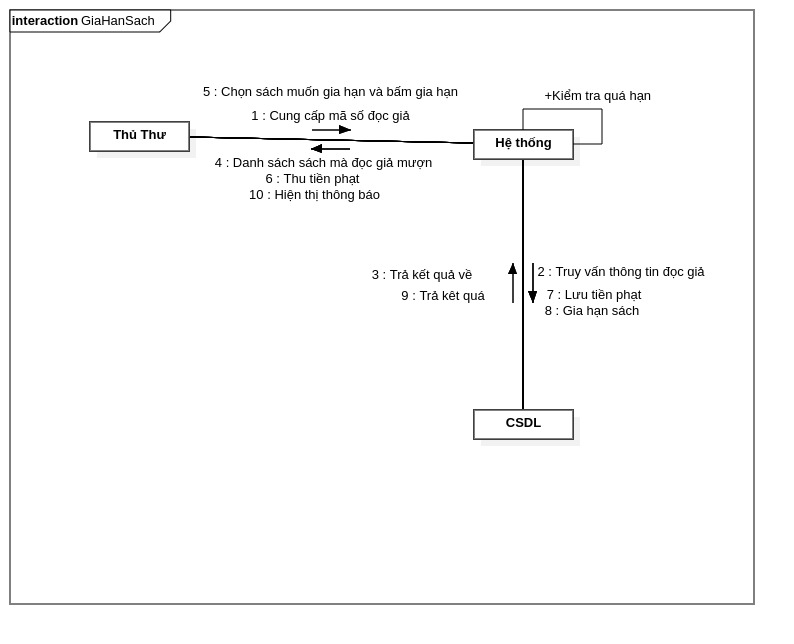 interaction GiaHanSach
5 : Chọn sách muốn gia hạn và bấm gia hạn
+Kiểm tra quá hạn
1 : Cung cấp mã số đọc giả
Thủ Thư
Hệ thống
4 : Danh sách sách mà đọc giả mượn
6 : Thu tiền phạt
10 : Hiện thị thông báo
3 : Trả kết quả về
2 : Truy vấn thông tin đọc giả
9 : Trả kêt quá
7 : Lưu tiền phạt
8 : Gia hạn sách
CSDL